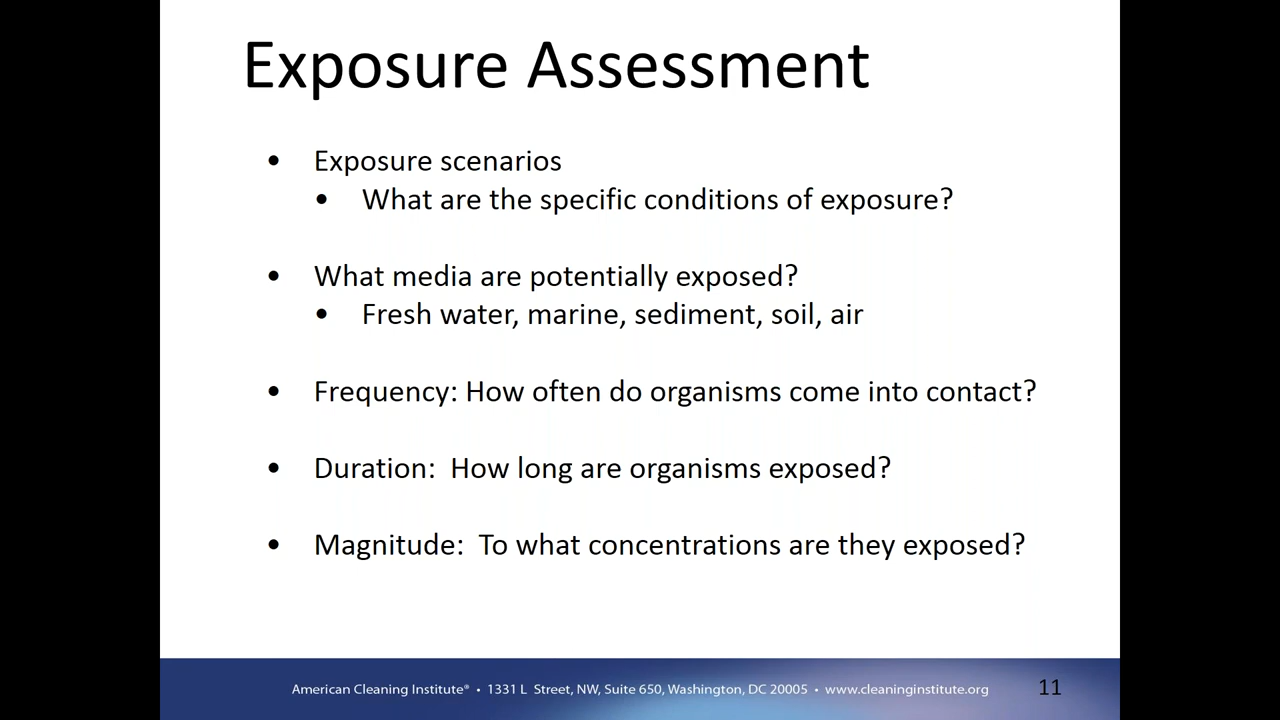 Exposure Assessment
• Exposure scenarios
• What are the specific conditions of exposure?
• What media are potentially exposed?
• Fresh water, marine, sediment, soil, air
• Frequency: How often do organisms come into contact?
• Duration:  How long are organisms exposed?
• Magnitude:  To what concentrations are they exposed?
American Cleaning Institute® • 1331 L  Street, NW, Suite 650, Washington, DC 20005 • www.cleaninginstitute.org 11